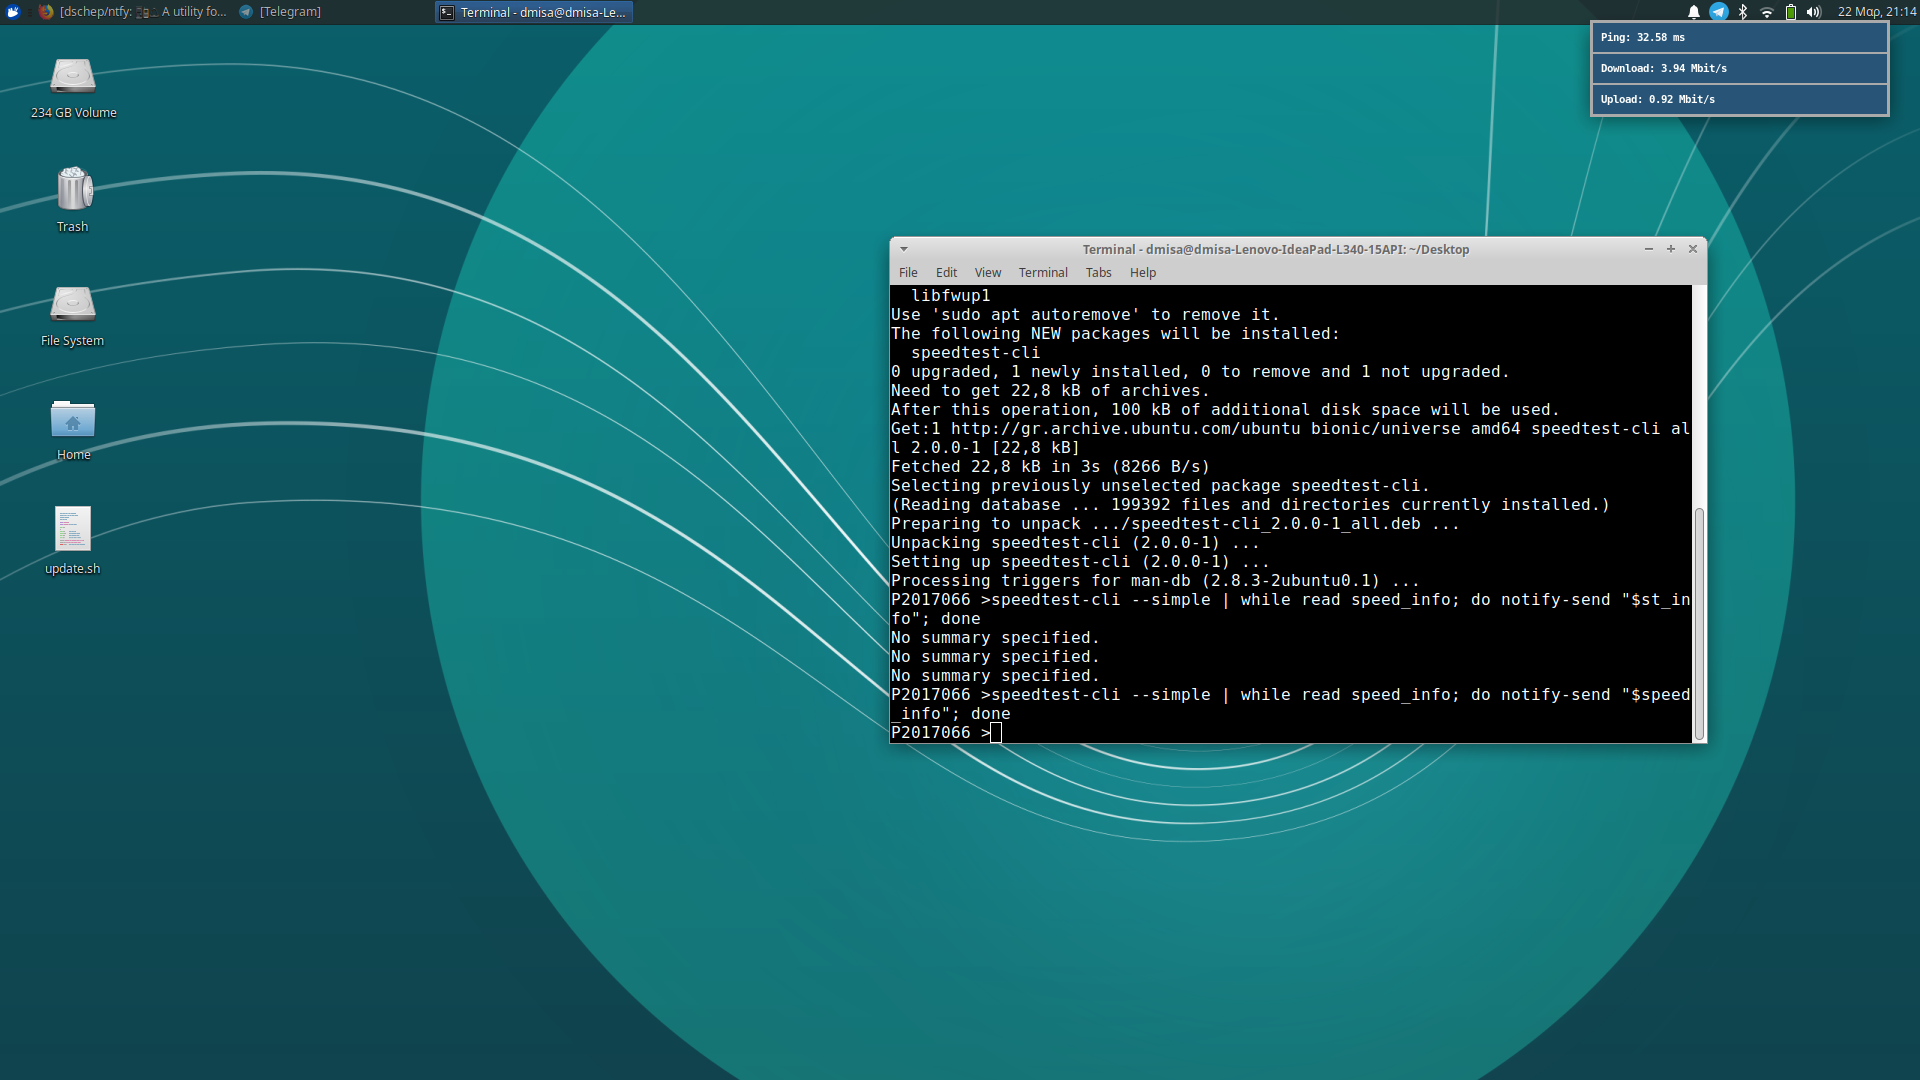 [dschep/ntfy: A utility fo...
[Telegram]
Terminal - dmisa@dmisa-Le...
22 Μαρ, 21:14
Ping: 32.58 ms
Download: 3.94 Mbit/s
Upload: 0.92 Mbit/s
234 GB Volume
Trash
File System
Home
update.sh
Terminal - dmisa@dmisa-Lenovo-IdeaPad-L340-15API: ~/Desktop
File Edit View Terminal Tabs Help
libfwup1
Use 'sudo apt autoremove' to remove it.
The following NEW packages will be installed:
speedtest-cli
0 upgraded, 1 newly installed, 0 to remove and 1 not upgraded.
Need to get 22,8 kB of archives.
After this operation, 100 kB of additional disk space will be used.
Get:1 http://gr.archive.ubuntu.com/ubuntu bionic/universe amd64 speedtest-cli al
l 2.0.0-1 [22,8 kB]
Fetched 22,8 kB in 3s (8266 B/s)
Selecting previously unselected package speedtest-cli.
(Reading database ... 199392 files and directories currently installed.)
Preparing to unpack .../speedtest-cli_2.0.0-1_all.deb ...
Unpacking speedtest-cli (2.0.0-1) ...
Setting up speedtest-cli (2.0.0-1) ...
Processing triggers for man-db (2.8.3-2ubuntu0.1) ...
P2017066 >speedtest-cli --simple | while read speed_info; do notify-send "$st_in
fo"; done
No summary specified.
No summary specified.
No summary specified.
P2017066 >speedtest-cli --simple | while read speed_info; do notify-send "$speed
_info"; done
P2017066 >